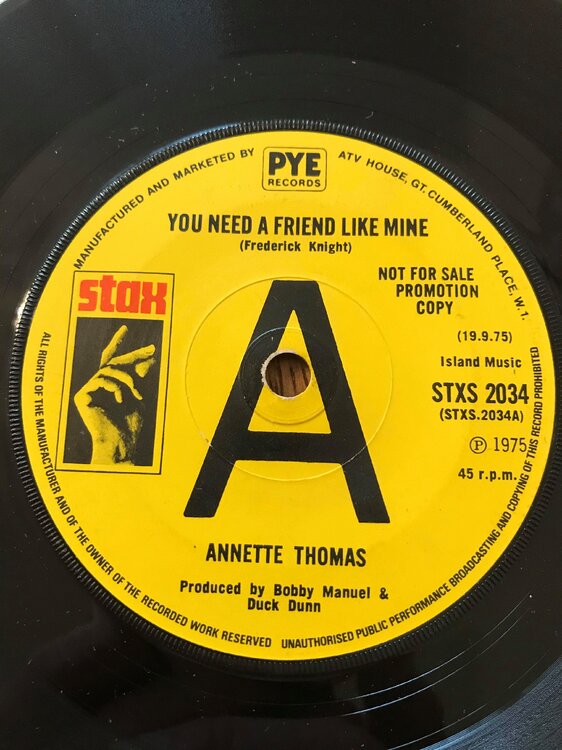 MANUFACTURED AND MARKETED BY PYE RECORDS ATV HOUSE, GT. CUMBERLAND PLACE, W.1.
YOU NEED A FRIEND LIKE MINE
(Frederick Knight)
stax
NOT FOR SALE
PROMOTION
COPY
(19.9.75)
Island Music
STXS 2034
(STXS.2034A)
Ⓟ 1975
45 r.p.m.
A
ANNETTE THOMAS
Produced by Bobby Manuel &
Duck Dunn
ALL RIGHTS OF THE MANUFACTURER AND OF THE OWNER OF THE RECORDED WORK RESERVED UNAUTHORISED PUBLIC PERFORMANCE BROADCASTING AND COPYING OF THIS RECORD PROHIBITED